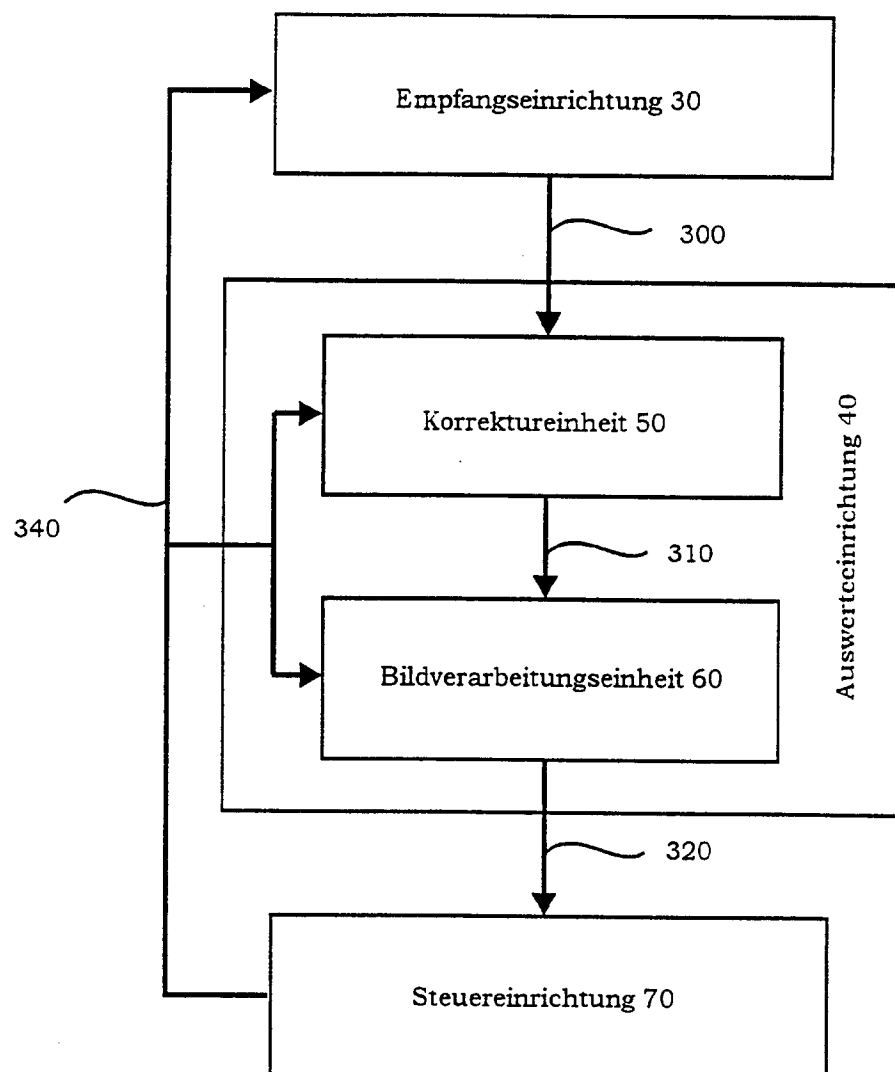 Empfangseinrichtung 30
300
Korrektureinheit 50
Auswerteeinrichtung 40
340
310
Bildverarbeitungseinheit 60
320
Steuereinrichtung 70